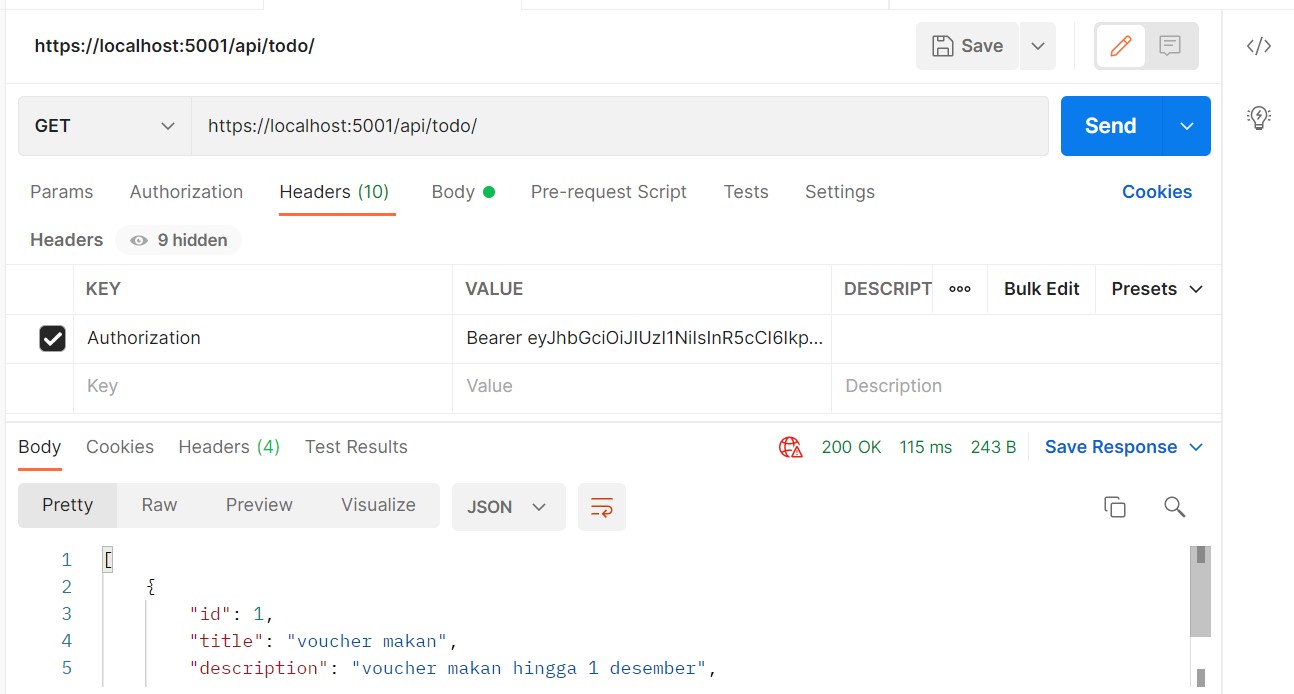 https://localhost:5001/api/todo/
Save
GET
https://localhost:5001/api/todo/
Send
Params Authorization Headers (10) Body Pre-request Script Tests Settings Cookies
Headers 9 hidden
KEY VALUE DESCRIPT ooo Bulk Edit Presets
Authorization Bearer eyJhbGciOiJIUzI1NiIsInR5cCI6Ikp...
Key Value Description
Body Cookies Headers (4) Test Results 200 OK 115 ms 243 B Save Response
Pretty Raw Preview Visualize JSON
1 [
2 {
3 "id": 1,
4 "title": "voucher makan",
5 "description": "voucher makan hingga 1 desember",